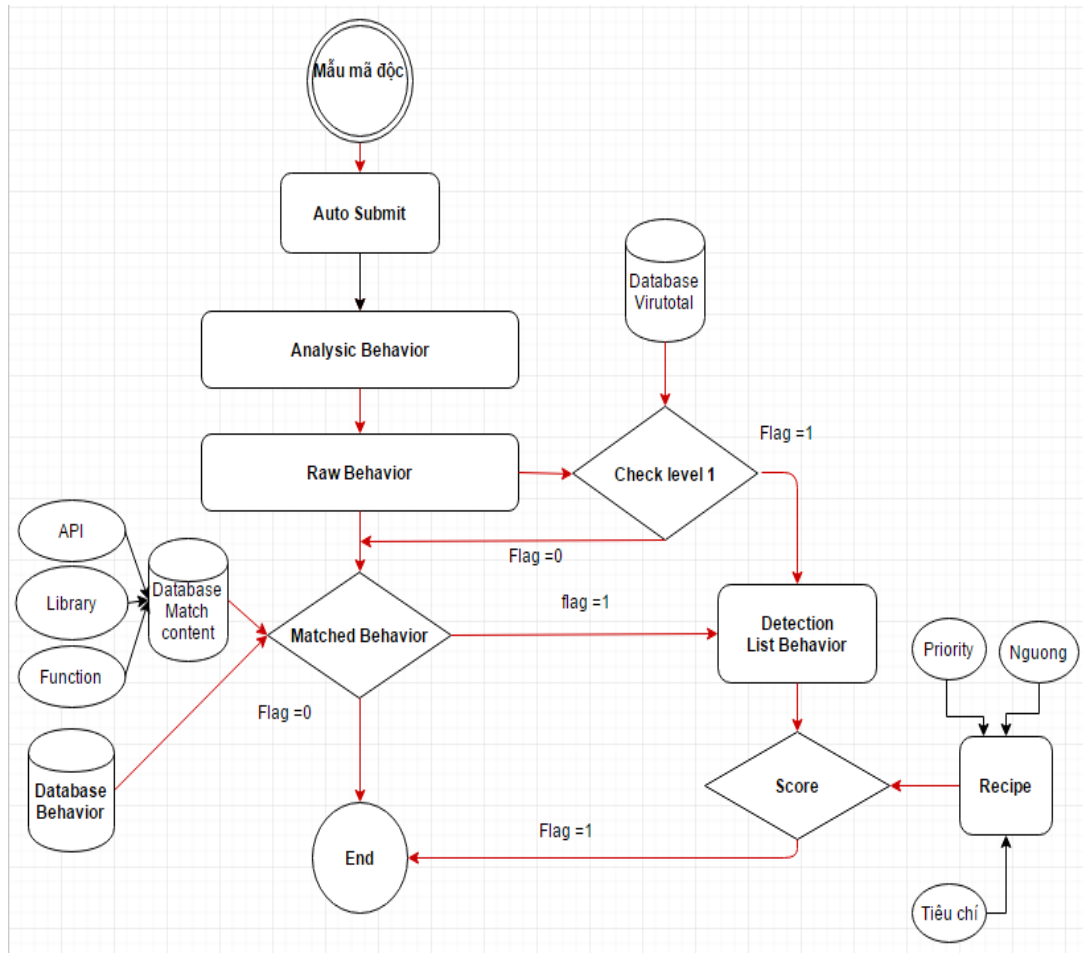 Mẫu mã độc
Auto Submit
Database
Virutotal
Analysic Behavior
Flag =1
Raw Behavior
Check level 1
API
Flag =0
Database
Match
content
Library
flag=1
Matched Behavior
Detection
List Behavior
Priority
Nguong
Function
Flag =0
Database
Behavior
Score
Recipe
Flag =1
End
Tiêu chí